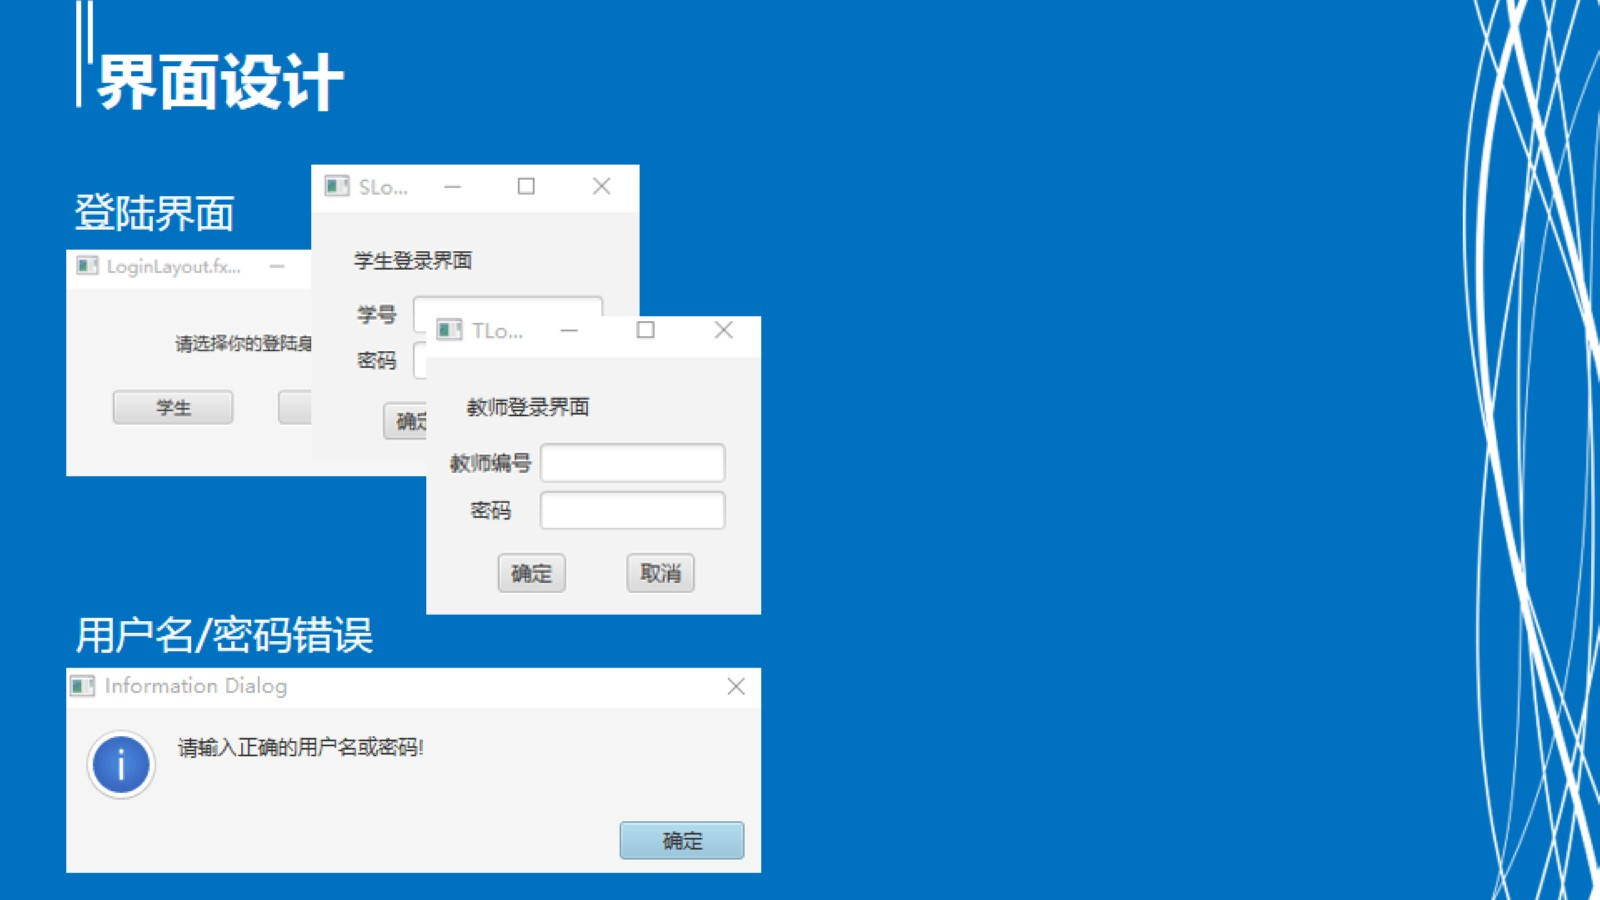 界面设计
登陆界面
LoginLayout.fx...
请选择你的登陆身
学生
SLo...
学生登录界面
学号
密码
确定
TLo...
教师登录界面
教师编号
密码
确定
取消
用户名/密码错误
Information Dialog
请输入正确的用户名或密码!
确定